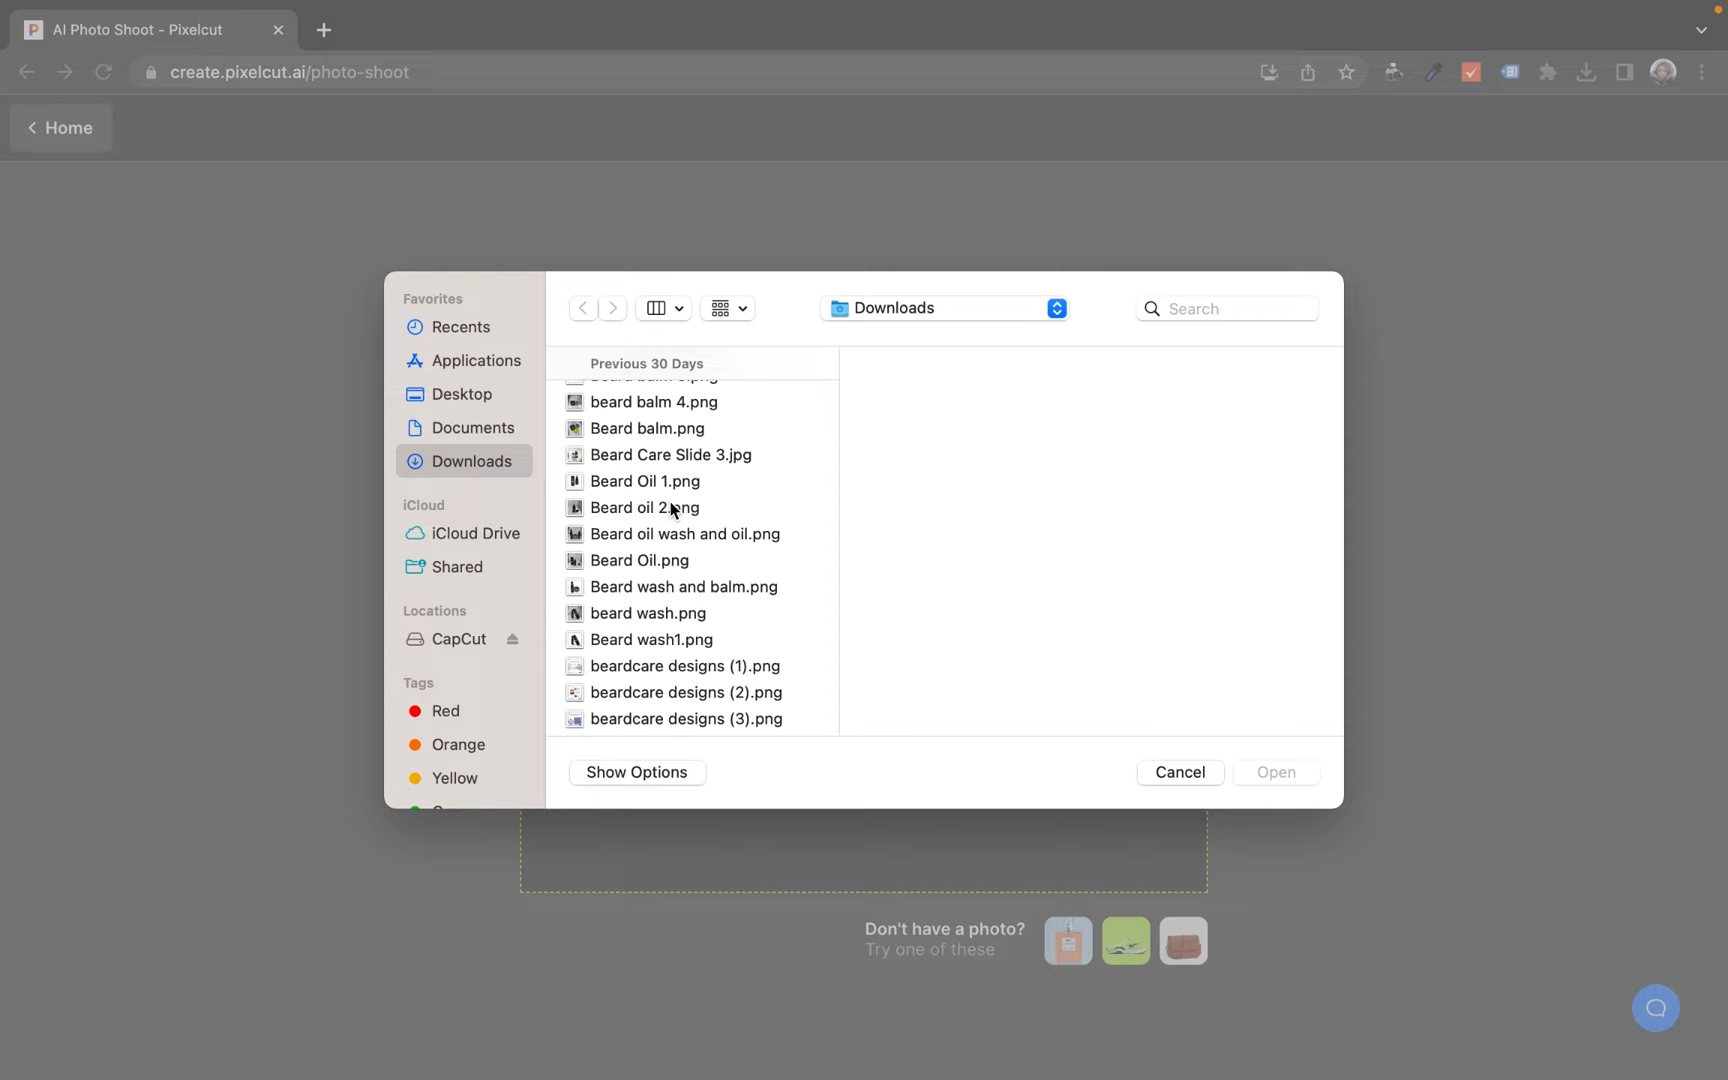 AI Photo Shoot - Pixelcut
create.pixelcut.ai/photo-shoot
Home
Favorites
Recents
Applications
Desktop
Documents
Downloads
iCloud
iCloud Drive
Shared
Locations
CapCut
Tags
Red
Orange
Yellow
Downloads
Search
Previous 30 Days
beard balm 4.png
Beard balm.png
Beard Care Slide 3.jpg
Beard Oil 1.png
Beard oil 2.png
Beard oil wash and oil.png
Beard Oil.png
Beard wash and balm.png
beard wash.png
Beard wash1.png
beardcare designs (1).png
beardcare designs (2).png
beardcare designs (3).png
Show Options
Cancel
Open
Don't have a photo?
Try one of these